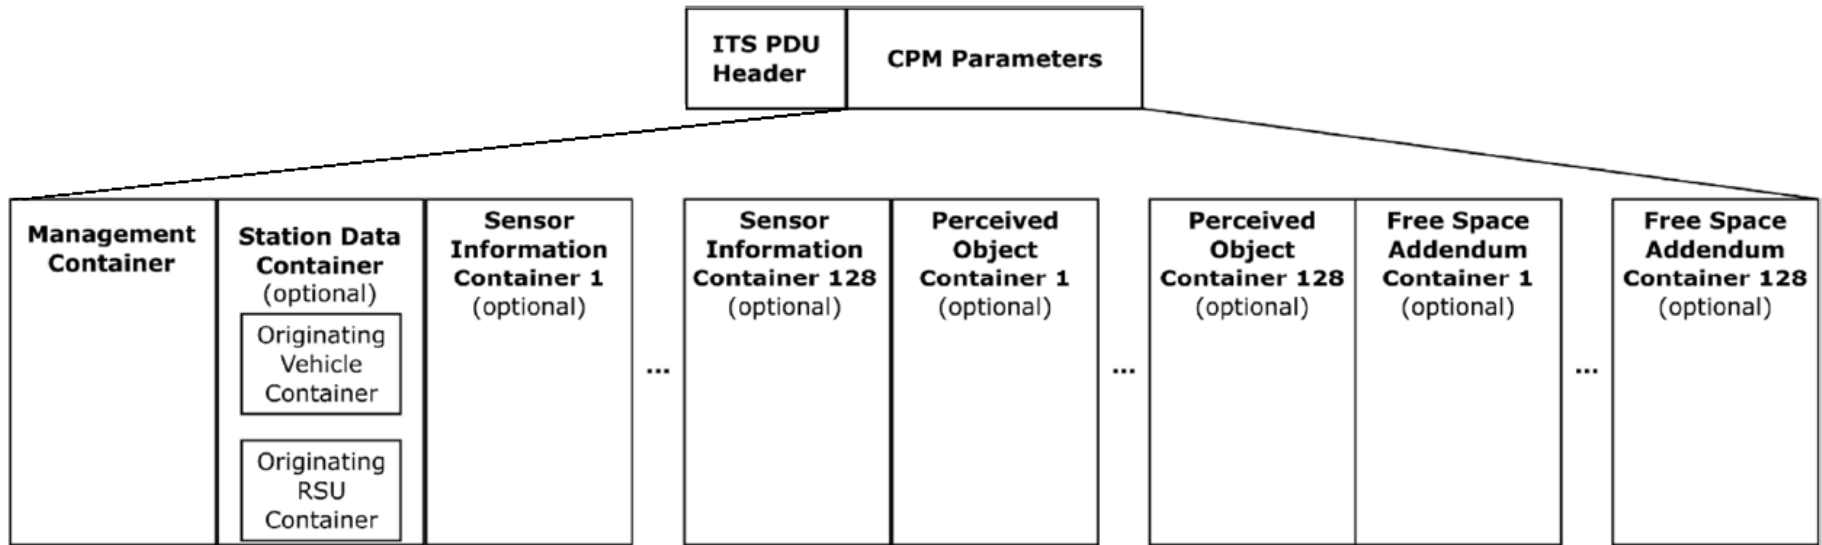 ITS PDU
Header
CPM Parameters
Management
Container
Station Data
Container
(optional)
Originating
Vehicle
Container
Originating
RSU
Container
Sensor
Information
Container 1
(optional)
...
Sensor
Information
Container 128
(optional)
Perceived
Object
Container 1
(optional)
...
Perceived
Object
Container 128
(optional)
Free Space
Addendum
Container 1
(optional)
...
Free Space
Addendum
Container 128
(optional)